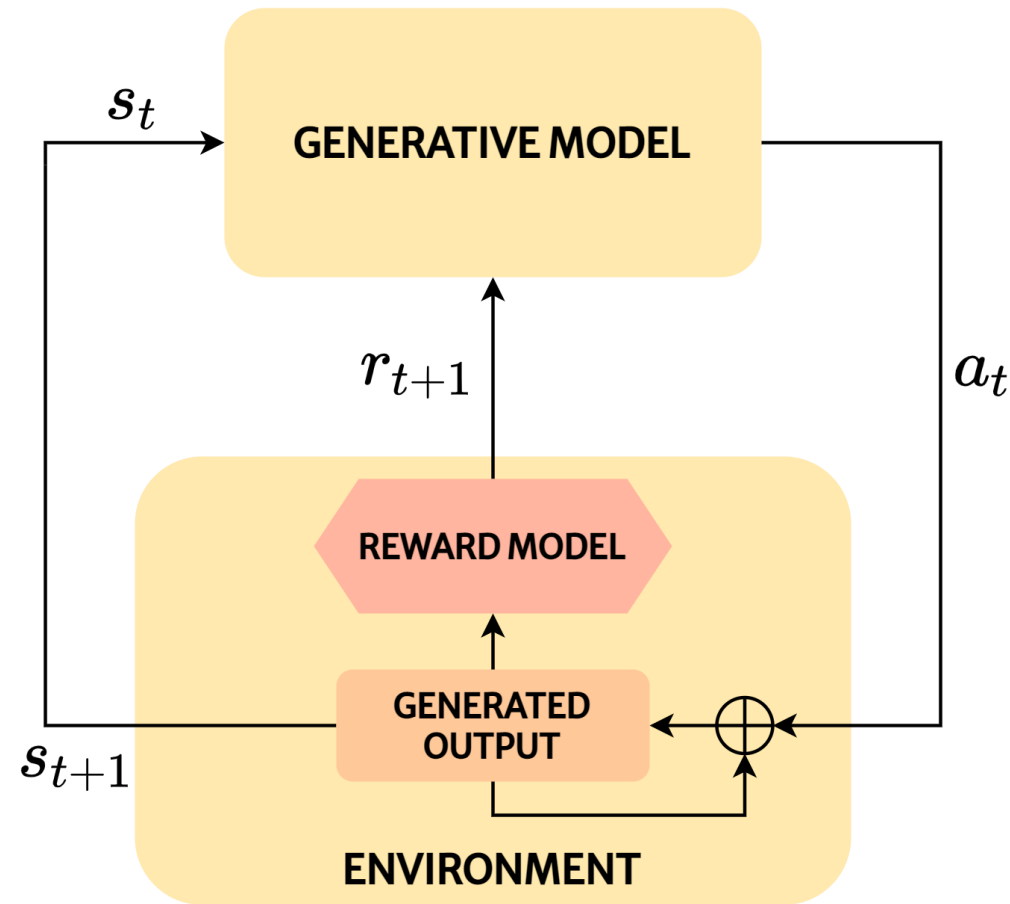 s_t
GENERATIVE MODEL
r_{t+1}
a_t
REWARD MODEL
GENERATED
OUTPUT
s_{t+1}
ENVIRONMENT